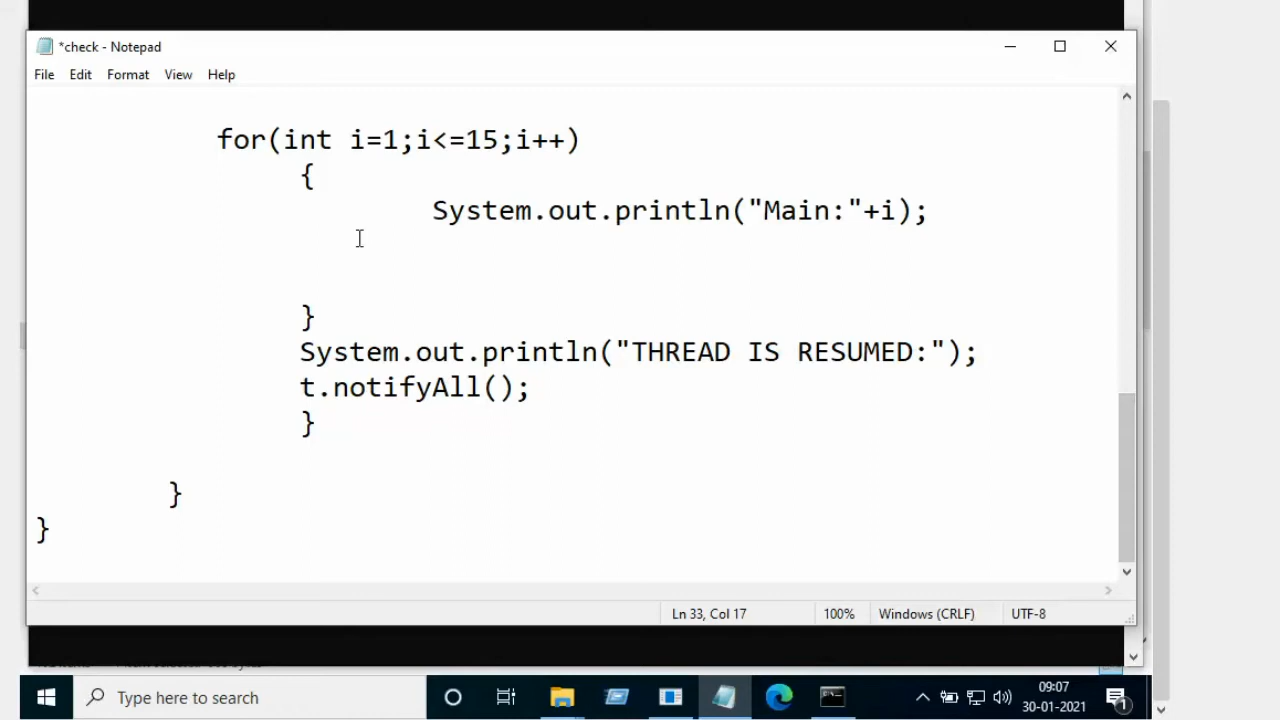 *check - Notepad
File Edit Format View Help
for(int i=1;i<=15;i++)
{
System.out.println("Main:"+i);
}
System.out.println("THREAD IS RESUMED:");
t.notifyAll();
}
}
}
Ln 33, Col 17 100% Windows (CRLF) UTF-8
Type here to search
09:07
30-01-2021
1